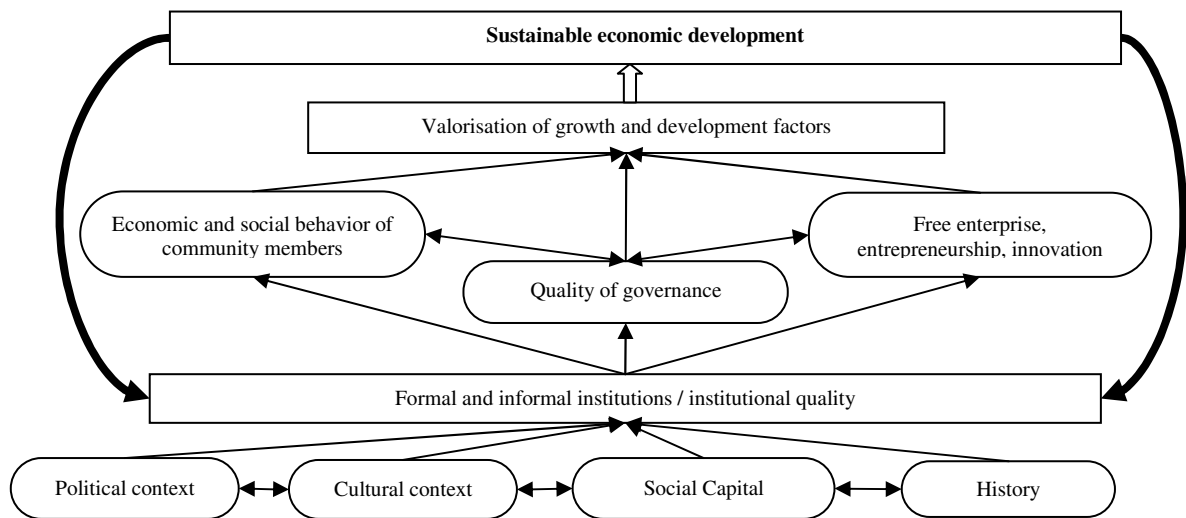 Sustainable economic development
Valorisation of growth and development factors
Economic and social behavior of
community members
Free enterprise,
entrepreneurship, innovation
Quality of governance
Formal and informal institutions / institutional quality
Political context
Cultural context
Social Capital
History